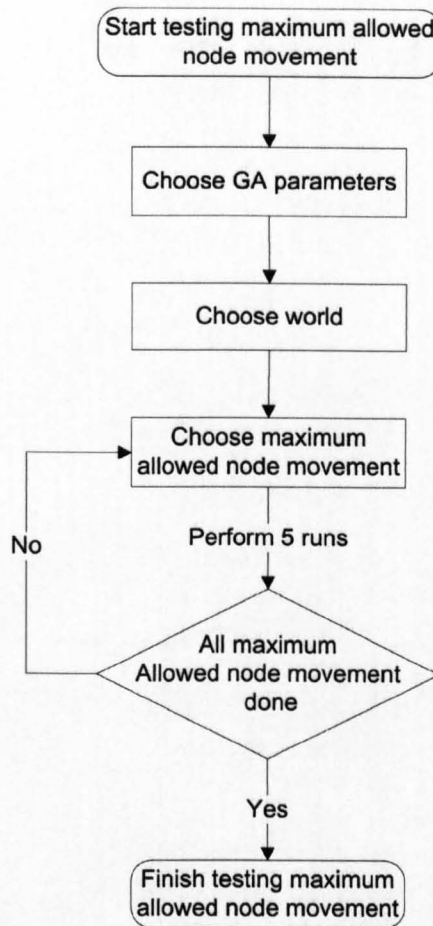 Start testing maximum allowed
node movement
Choose GA parameters
Choose world
Choose maximum
allowed node movement
No
Perform 5 runs
All maximum
Allowed node movement
done
Yes
Finish testing maximum
allowed node movement